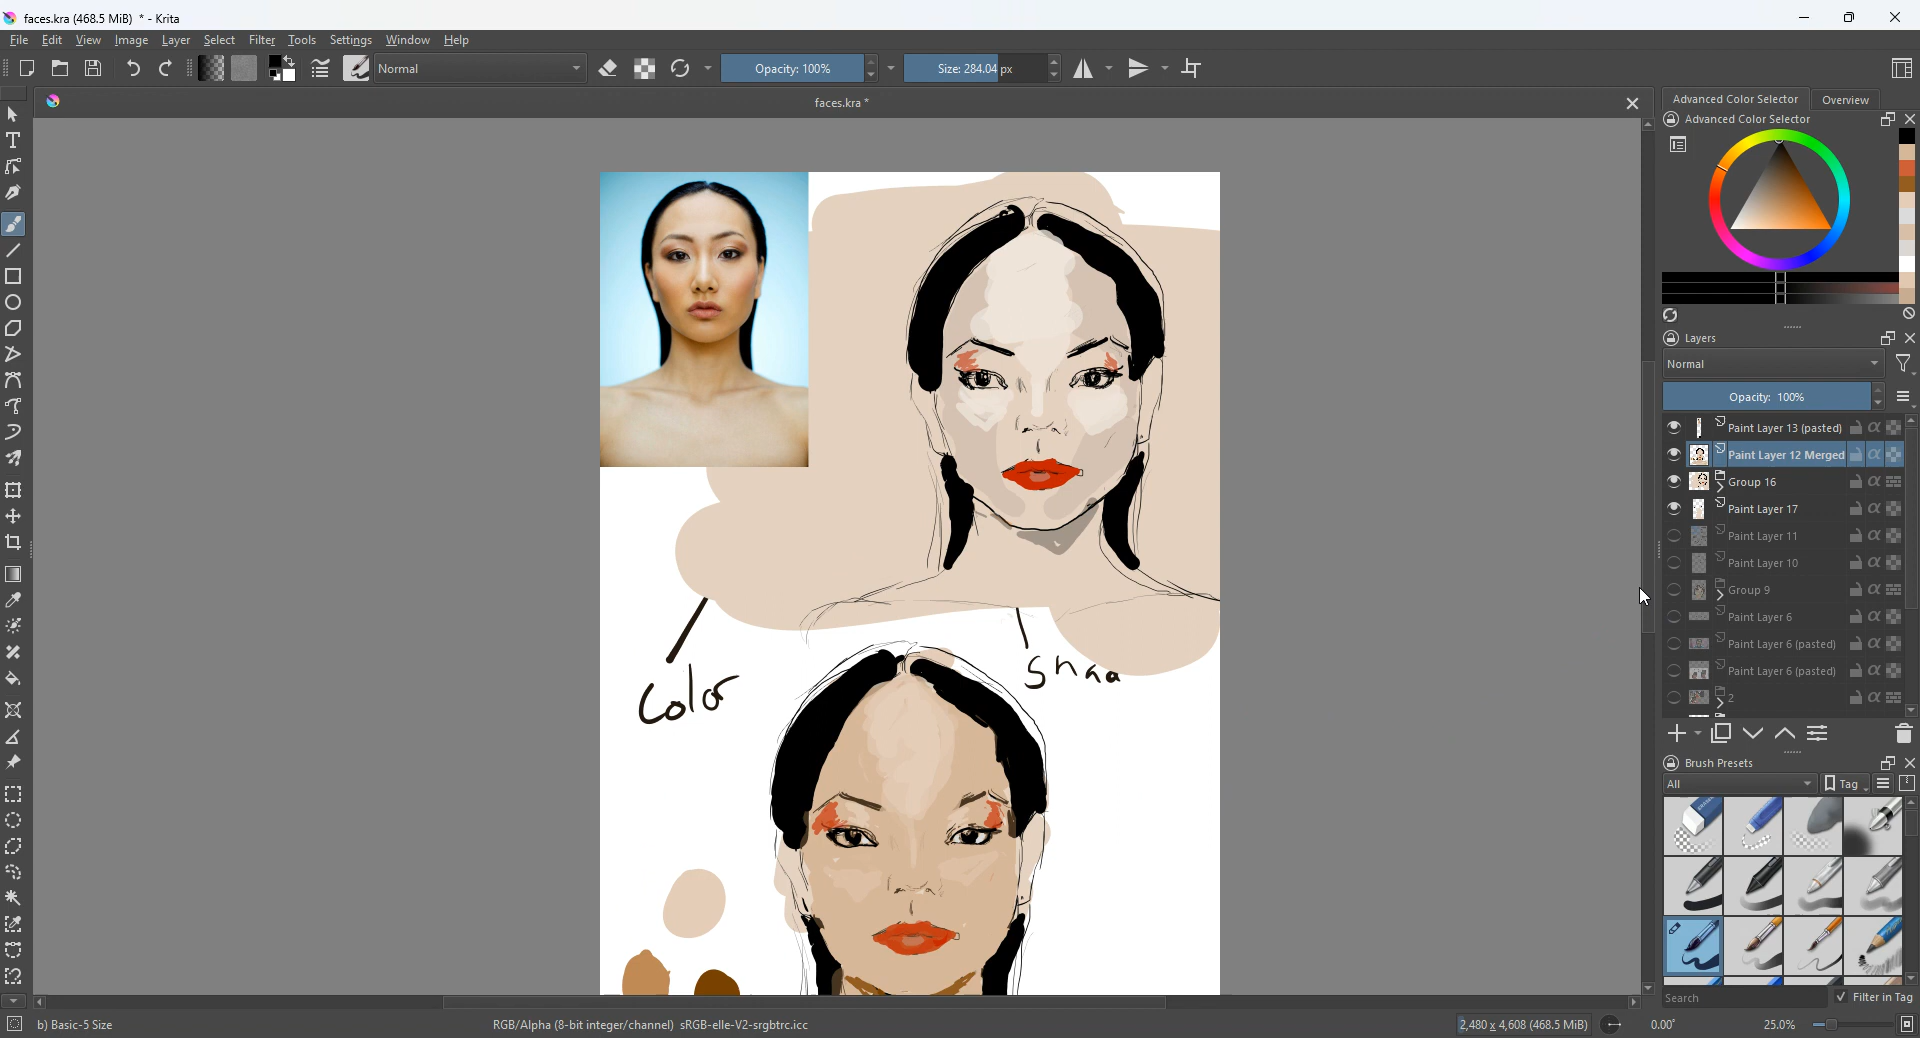 faces.kra (468.5 MiB) * - Krita
File Edit View Image Layer Select Filter Tools Settings Window Help
Normal Opacity: 100% Size: 284.04 px
faces.kra *
Advanced Color Selector Overview
Advanced Color Selector
Layers
Normal
Opacity: 100%
Paint Layer 13 (pasted)
Paint Layer 12 Merged
Group 16
Paint Layer 17
Paint Layer 11
Paint Layer 10
Group 9
Paint Layer 6
Paint Layer 6 (pasted)
Paint Layer 6 (pasted)
2
Brush Presets
All Tag
Search Filter in Tag
Color
Shaa
b) Basic-5 Size
RGB/Alpha (8-bit integer/channel) sRGB-elle-V2-srgbtrc.icc
2,480 x 4,608 (468.5 MiB)
0.00°
25.0%